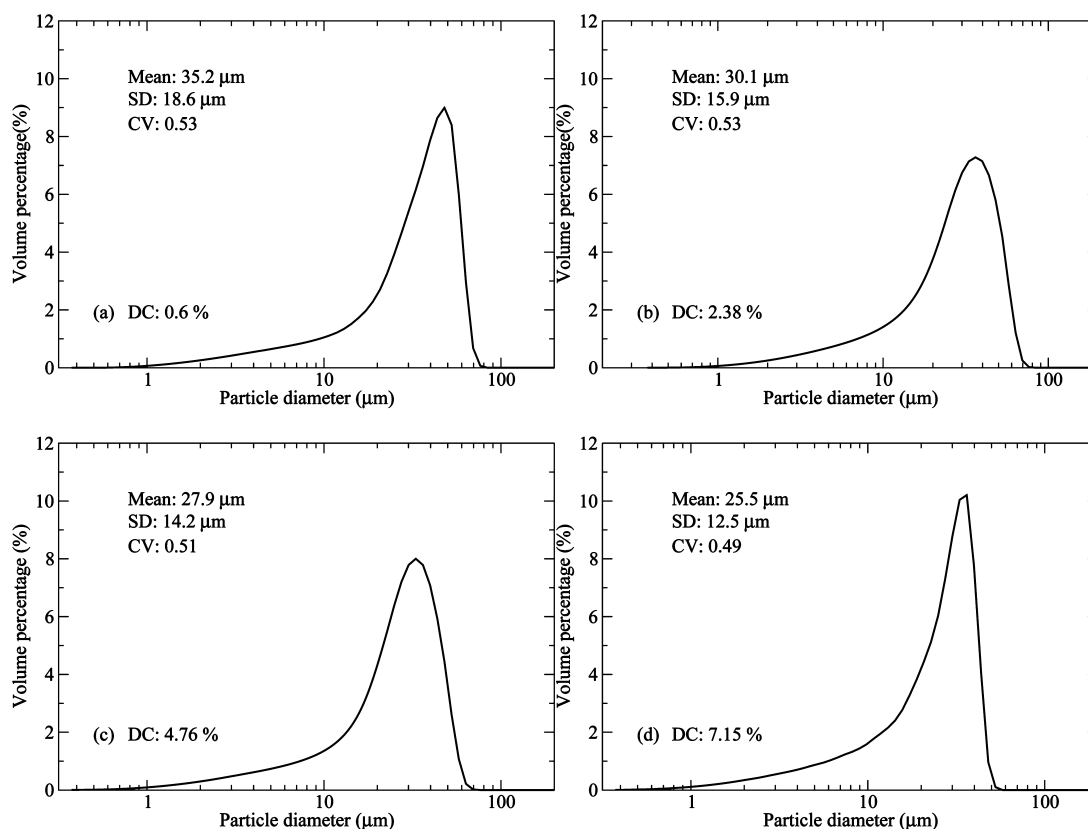 12
10
8
6
4
2
0
Volume percentage(%)
Mean: 35.2 μm
SD: 18.6 μm
CV: 0.53
(a) DC: 0.6 %
1
10
100
Particle diameter (μm)
12
10
8
6
4
2
0
Volume percentage(%)
Mean: 30.1 μm
SD: 15.9 μm
CV: 0.53
(b) DC: 2.38 %
1
10
100
Particle diameter (μm)
12
10
8
6
4
2
0
Volume percentage (%)
Mean: 27.9 μm
SD: 14.2 μm
CV: 0.51
(c) DC: 4.76 %
1
10
100
Particle diameter (μm)
12
10
8
6
4
2
0
Volume percentage (%)
Mean: 25.5 μm
SD: 12.5 μm
CV: 0.49
(d) DC: 7.15 %
1
10
100
Particle diameter (μm)